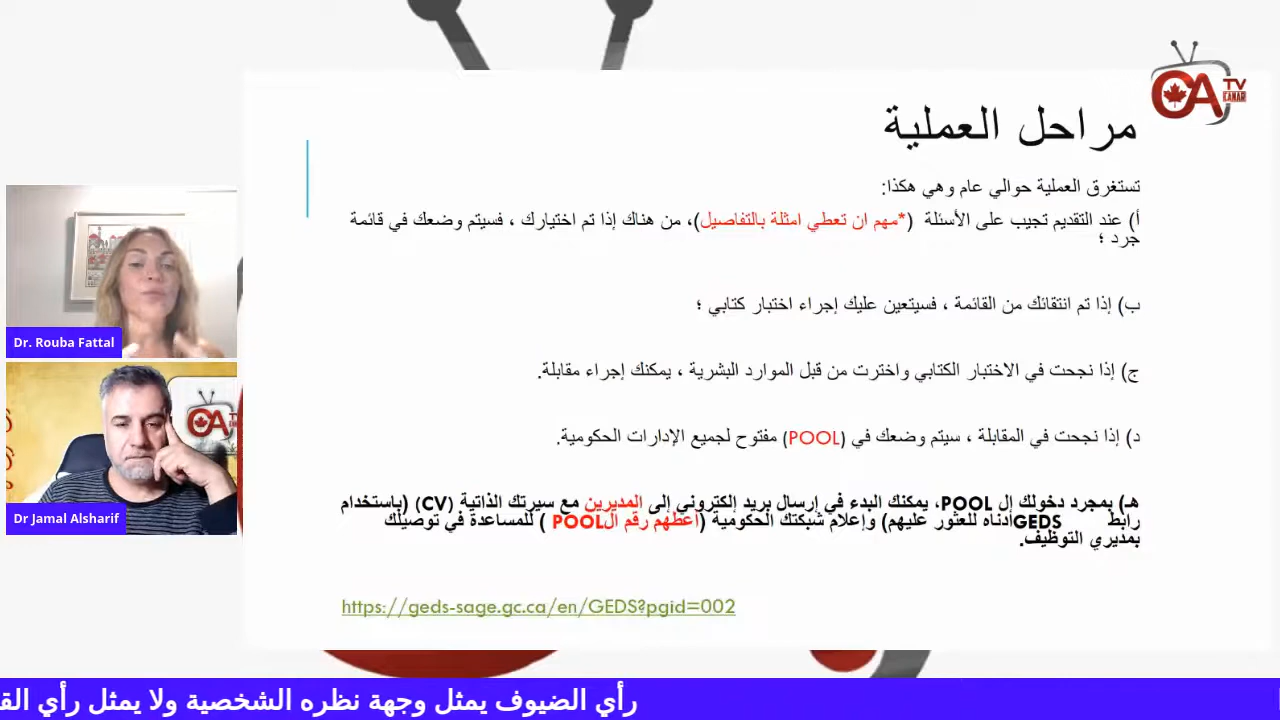 TV
CA
KANAR
مراحل العملية
تستغرق العملية حوالي عام وهي هكذا:
أ) عند التقديم تجيب على الأسئلة (*مهم ان تعطي امثلة بالتفاصيل)، من هناك إذا تم اختيارك ، فسيتم وضعك في قائمة
جرد ؛
ب) إذا تم انتقائك من القائمة ، فسيتعين عليك إجراء اختبار كتابي ؛
ج) إذا نجحت في الاختبار الكتابي واخترت من قبل الموارد البشرية ، يمكنك إجراء مقابلة.
د) إذا نجحت في المقابلة ، سيتم وضعك في (POOL) مفتوح لجميع الإدارات الحكومية.
هـ) بمجرد دخولك إل POOL، يمكنك البدء في إرسال بريد إلكتروني إلى المديرين مع سيرتك الذاتية (CV) (باستخدام
رابط GEDSأدناه للعثور عليهم) وإعلام شبكتك الحكومية (أعطهم رقم الPOOL ) للمساعدة في توصيلك
بمديري التوظيف.
https://geds-sage.gc.ca/en/GEDS?pgid=002
Dr. Rouba Fattal
CA
Dr Jamal Alsharif
رأي الضيوف يمثل وجهة نظره الشخصية ولا يمثل رأي